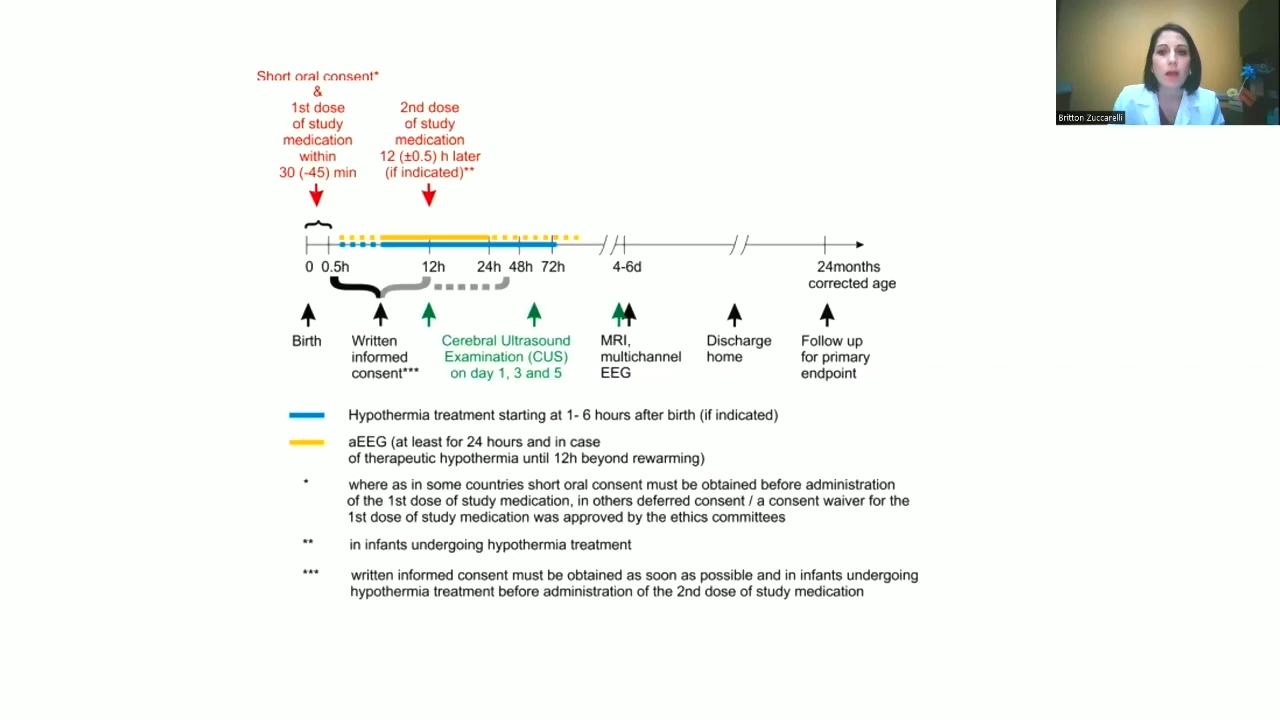 Short oral consent*
&
1st dose
of study
medication
within
30 (-45) min
2nd dose
of study
medication
12 (±0.5) h later
(if indicated)**
Britton Zuccarelli
0 0.5h 12h 24h 48h 72h 4-6d 24months
corrected age
Birth
Written
informed
consent***
Cerebral Ultrasound
Examination (CUS)
on day 1, 3 and 5
MRI,
multichannel
EEG
Discharge
home
Follow up
for primary
endpoint
Hypothermia treatment starting at 1- 6 hours after birth (if indicated)
aEEG (at least for 24 hours and in case
of therapeutic hypothermia until 12h beyond rewarming)
* where as in some countries short oral consent must be obtained before administration
of the 1st dose of study medication, in others deferred consent / a consent waiver for the
1st dose of study medication was approved by the ethics committees
** in infants undergoing hypothermia treatment
*** written informed consent must be obtained as soon as possible and in infants undergoing
hypothermia treatment before administration of the 2nd dose of study medication